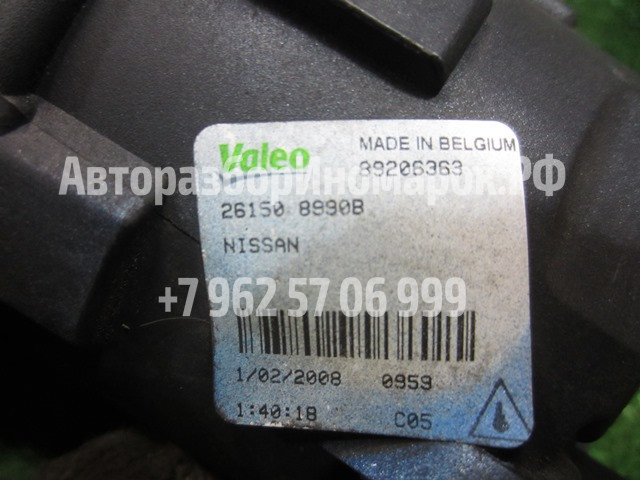 Valeo
MADE IN BELGIUM
89206363
АвторазборИномарок.РФ
26150 8990B
NISSAN
+7 962 57 06 999
1/02/2008 0959
1:40:18 C05